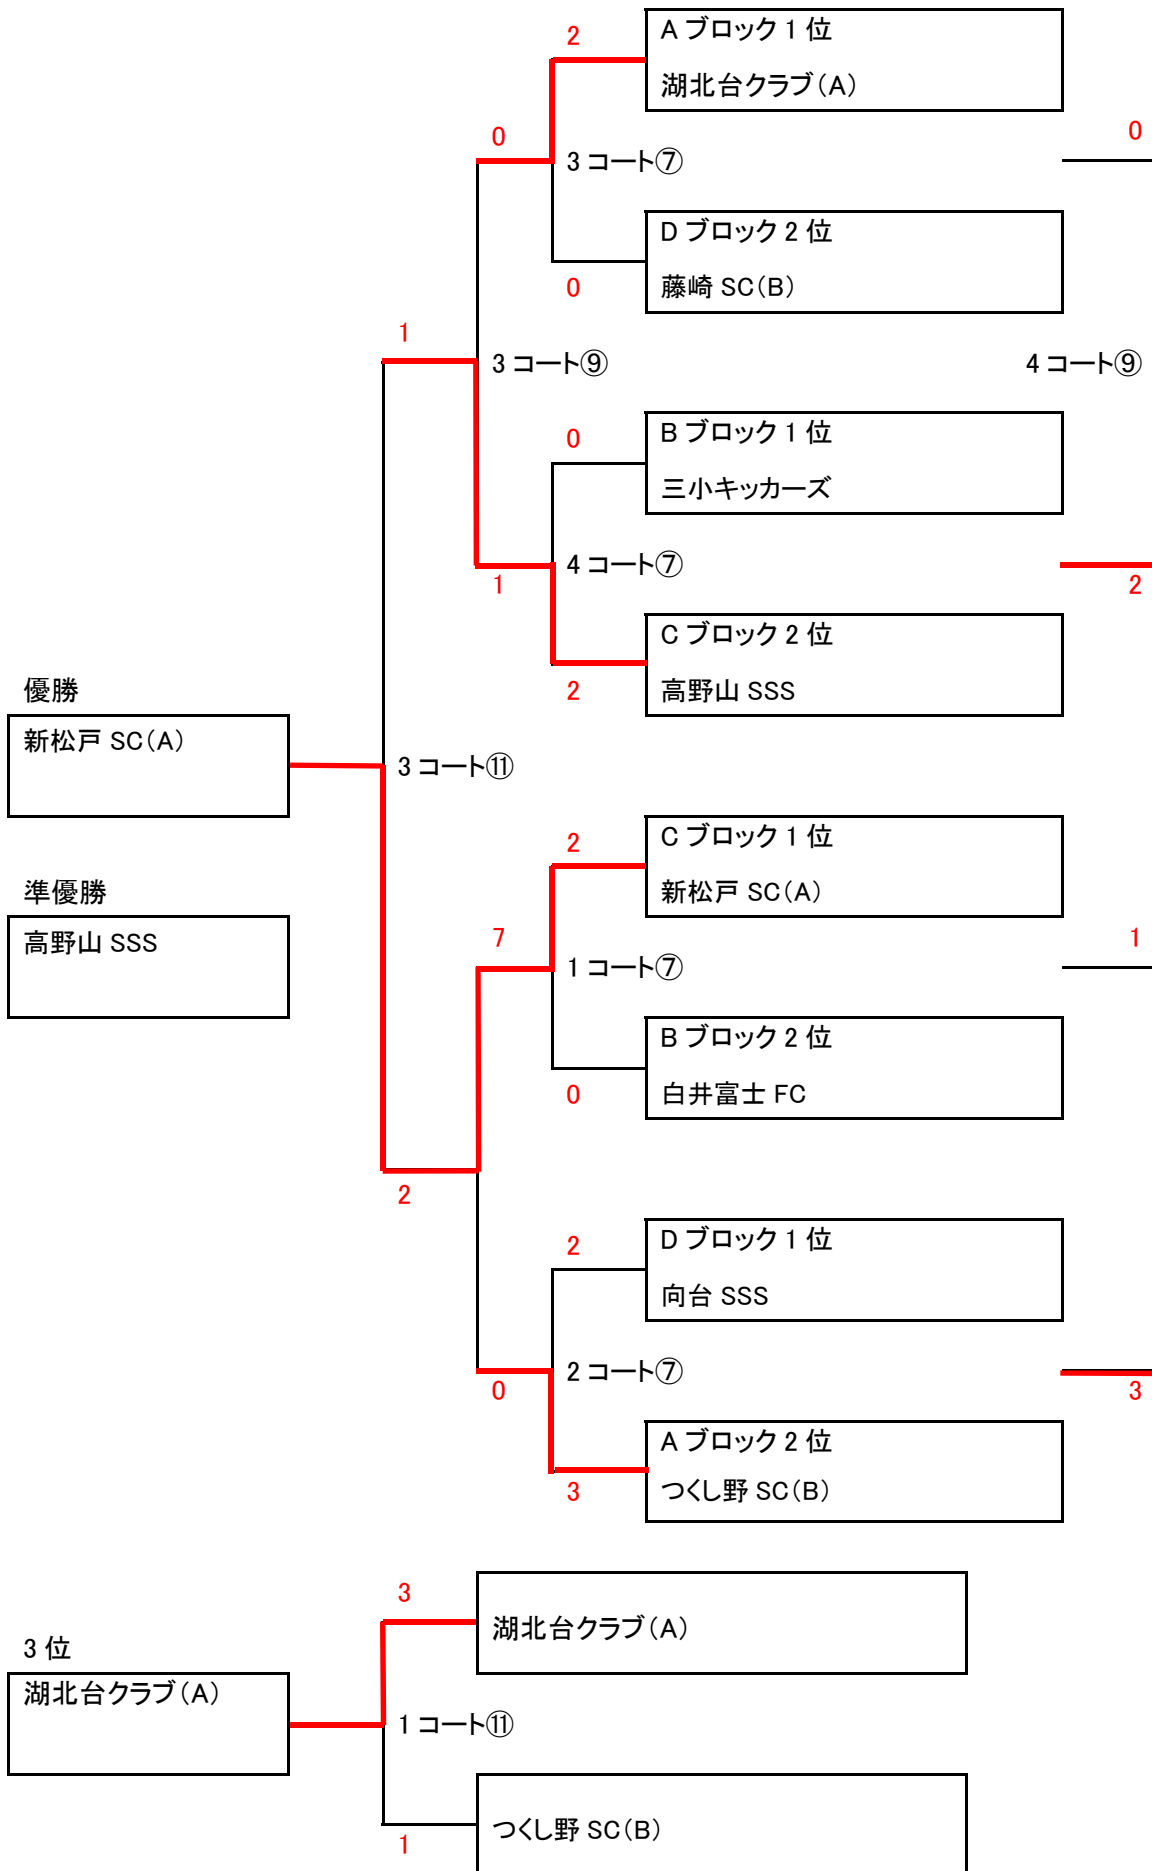 2
A ブロック 1 位
湖北台クラブ(A)
0
0
3 コート⑦
D ブロック 2 位
藤崎 SC(B)
0
1
3 コート⑨
4 コート⑨
0
B ブロック 1 位
三小キッカーズ
4 コート⑦
1
2
C ブロック 2 位
高野山 SSS
2
優勝
新松戸 SC(A)
3 コート⑪
2
C ブロック 1 位
新松戸 SC(A)
準優勝
高野山 SSS
7
1
1 コート⑦
B ブロック 2 位
白井富士 FC
0
2
2
D ブロック 1 位
向台 SSS
2 コート⑦
0
3
A ブロック 2 位
つくし野 SC(B)
3
3
湖北台クラブ(A)
3 位
湖北台クラブ(A)
1 コート⑪
つくし野 SC(B)
1